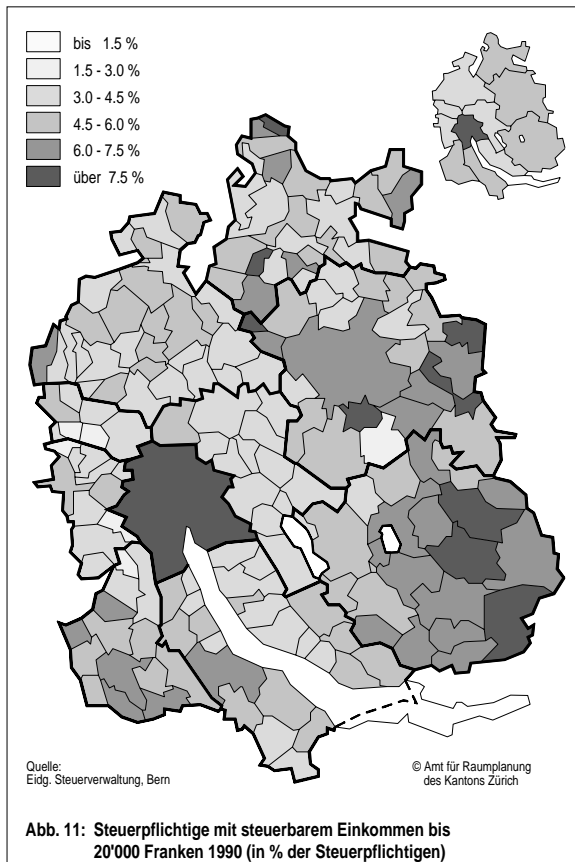 bis 1.5 %
1.5 - 3.0 %
3.0 - 4.5 %
4.5 - 6.0 %
6.0 - 7.5 %
über 7.5 %
Quelle:
Eidg. Steuerverwaltung, Bern
© Amt für Raumplanung
des Kantons Zürich
Abb. 11: Steuerpflichtige mit steuerbarem Einkommen bis
20'000 Franken 1990 (in % der Steuerpflichtigen)